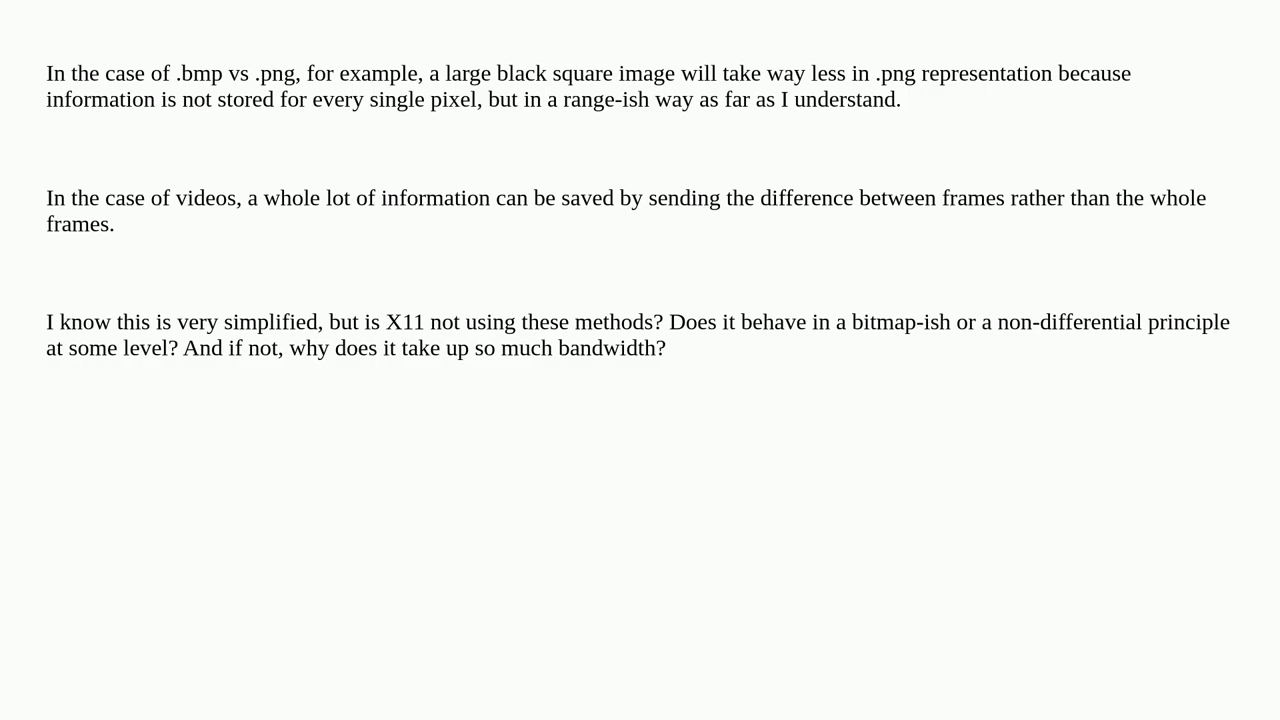 In the case of .bmp vs .png, for example, a large black square image will take way less in .png representation because
information is not stored for every single pixel, but in a range-ish way as far as I understand.
In the case of videos, a whole lot of information can be saved by sending the difference between frames rather than the whole
frames.
I know this is very simplified, but is X11 not using these methods? Does it behave in a bitmap-ish or a non-differential principle
at some level? And if not, why does it take up so much bandwidth?